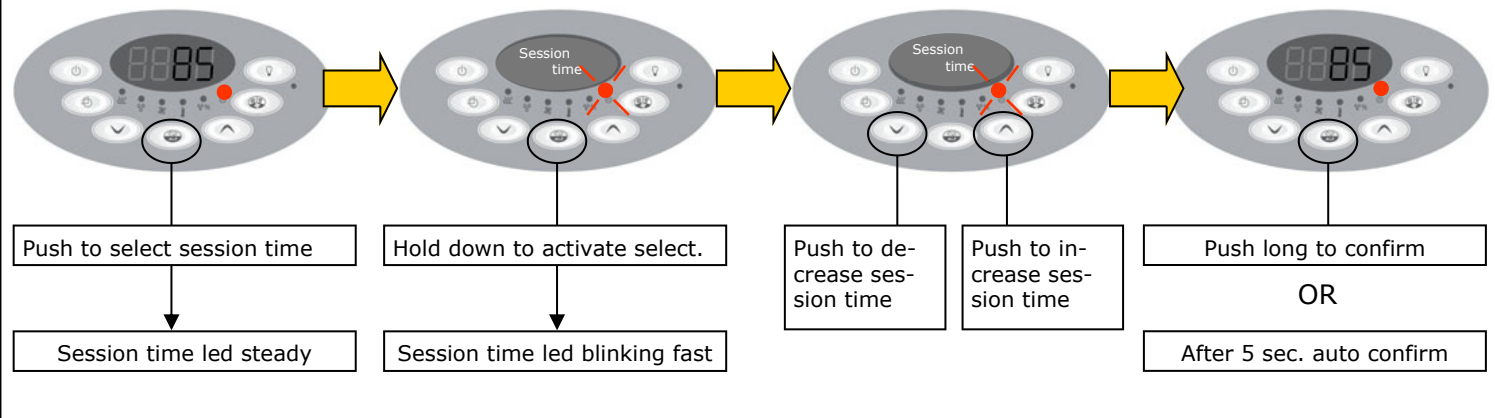 85
Session
time
Session
time
85
Push to select session time
Hold down to activate select.
Push to de-
crease ses-
sion time
Push to in-
crease ses-
sion time
Push long to confirm
OR
Session time led steady
Session time led blinking fast
After 5 sec. auto confirm